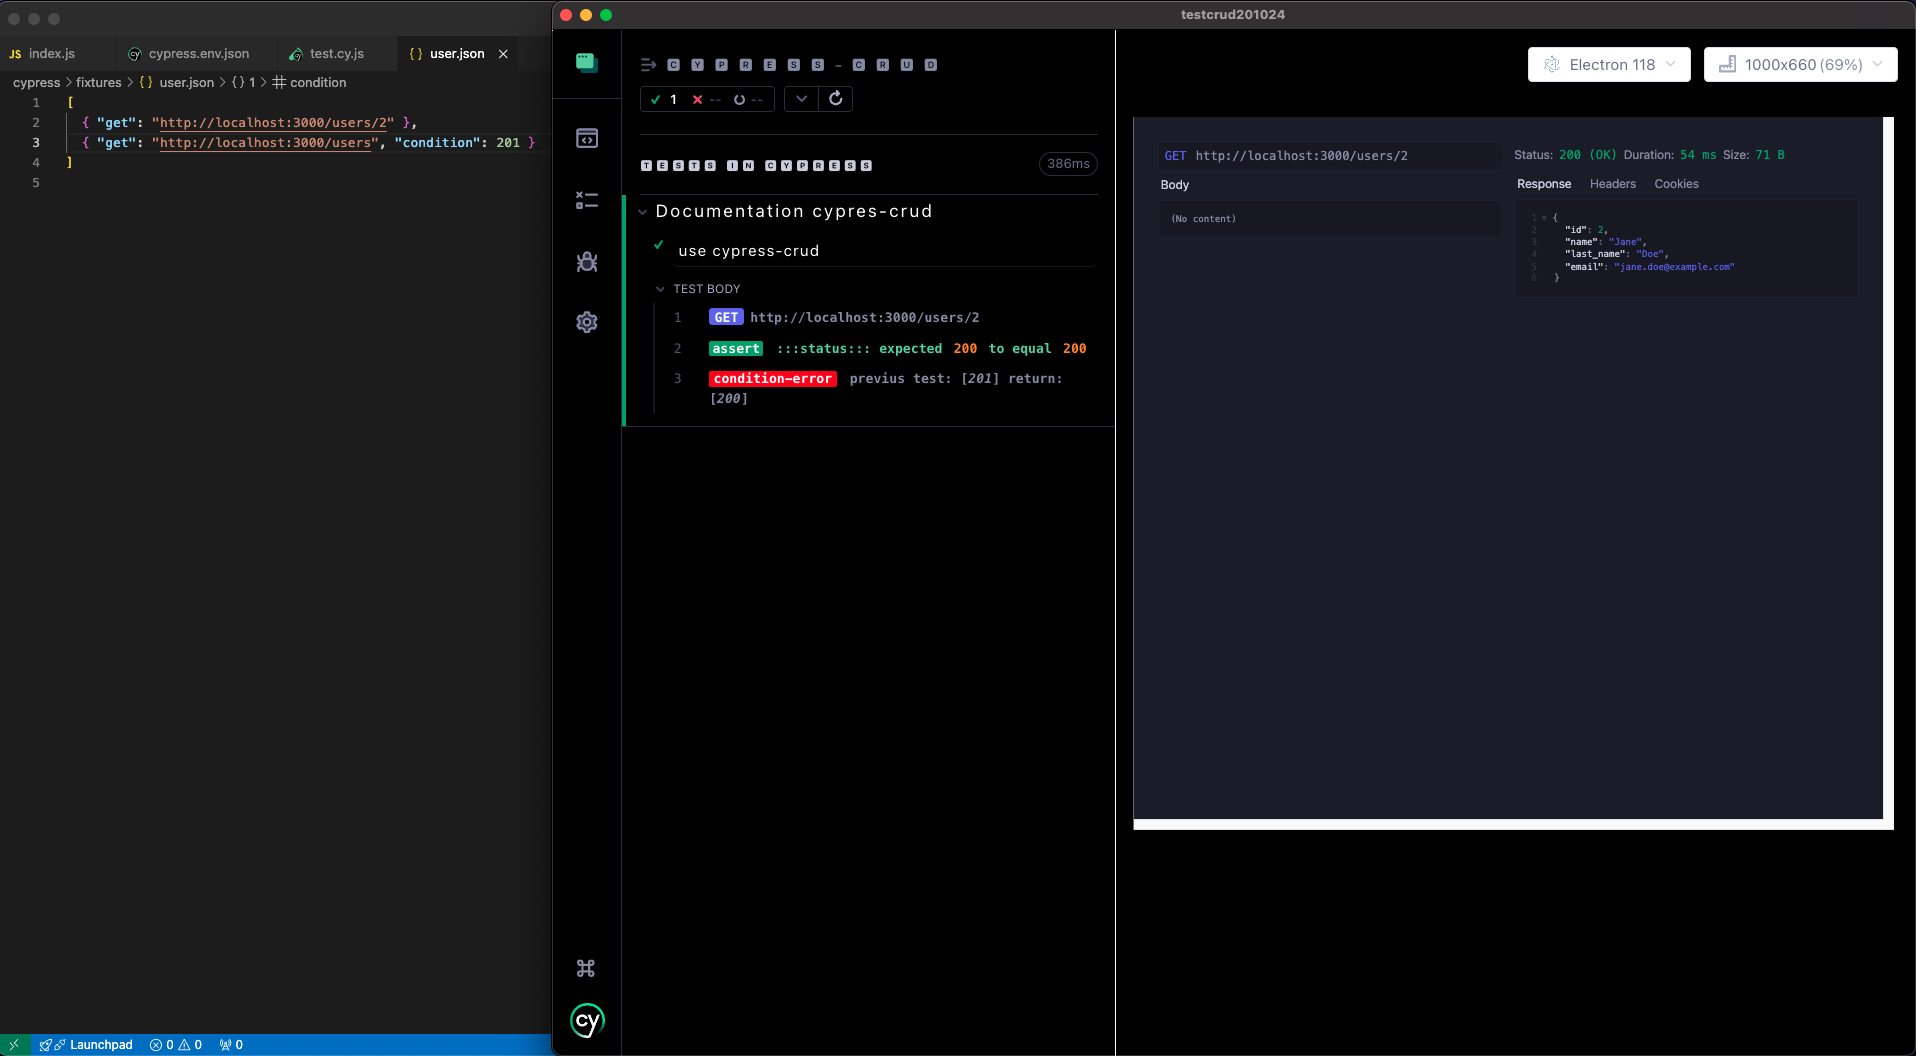 index.js
cypress.env.json
test.cy.js
user.json
cypress > fixtures > {} user.json > {} 1 > condition
1 [
2 { "get": "http://localhost:3000/users/2" },
3 { "get": "http://localhost:3000/users", "condition": 201 }
4 ]
5
Launchpad
0 0
0
testcrud201024
CYPRESS-CRUD
1 -- --
TESTS IN CYPRESS
386ms
Documentation cypres-crud
use cypress-crud
TEST BODY
1 GET http://localhost:3000/users/2
2 assert :::status::: expected 200 to equal 200
3 condition-error previus test: [201] return:
[200]
cy
Electron 118
1000x660 (69%)
GET http://localhost:3000/users/2
Body
(No content)
Status: 200 (OK) Duration: 54 ms Size: 71 B
Response Headers Cookies
1 {
2 "id": 2,
3 "name": "Jane",
4 "last_name": "Doe",
5 "email": "jane.doe@example.com"
6 }